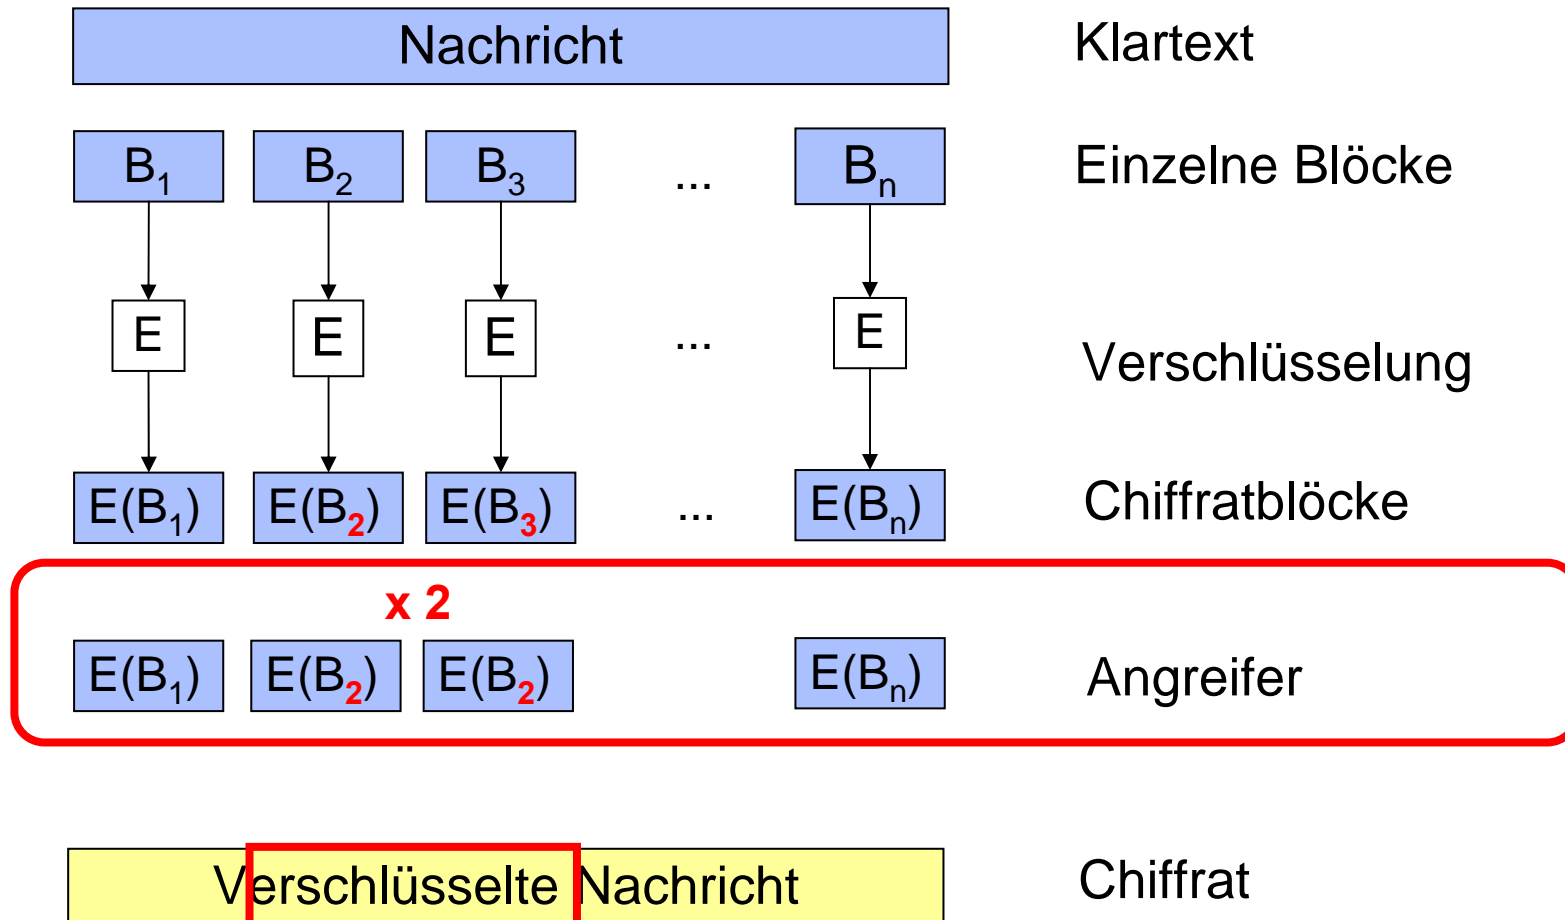 Nachricht Klartext
B₁ B₂ B₃ ... Bₙ Einzelne Blöcke
E E E ... E Verschlüsselung
E(B₁) E(B₂) E(B₃) ... E(Bₙ) Chiffratblöcke
x 2
E(B₁) E(B₂) E(B₂) E(Bₙ) Angreifer
Verschlüsselte Nachricht Chiffrat